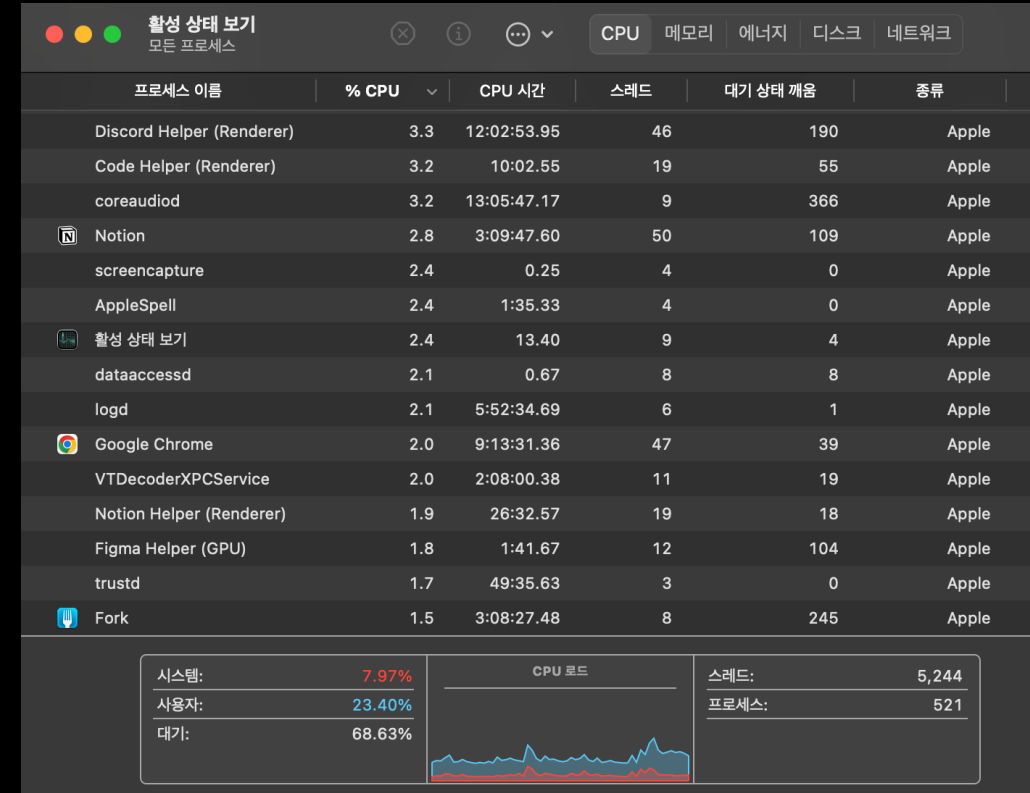 활성 상태 보기
모든 프로세스
CPU 메모리 에너지 디스크 네트워크
프로세스 이름 % CPU CPU 시간 스레드 대기 상태 깨움 종류
Discord Helper (Renderer) 3.3 12:02:53.95 46 190 Apple
Code Helper (Renderer) 3.2 10:02.55 19 55 Apple
coreaudiod 3.2 13:05:47.17 9 366 Apple
Notion 2.8 3:09:47.60 50 109 Apple
screencapture 2.4 0.25 4 0 Apple
AppleSpell 2.4 1:35.33 4 0 Apple
활성 상태 보기 2.4 13.40 9 4 Apple
dataaccessd 2.1 0.67 8 8 Apple
logd 2.1 5:52:34.69 6 1 Apple
Google Chrome 2.0 9:13:31.36 47 39 Apple
VTDecoderXPCService 2.0 2:08:00.38 11 19 Apple
Notion Helper (Renderer) 1.9 26:32.57 19 18 Apple
Figma Helper (GPU) 1.8 1:41.67 12 104 Apple
trustd 1.7 49:35.63 3 0 Apple
Fork 1.5 3:08:27.48 8 245 Apple
시스템: 7.97%
사용자: 23.40%
대기: 68.63%
CPU 로드
스레드: 5,244
프로세스: 521